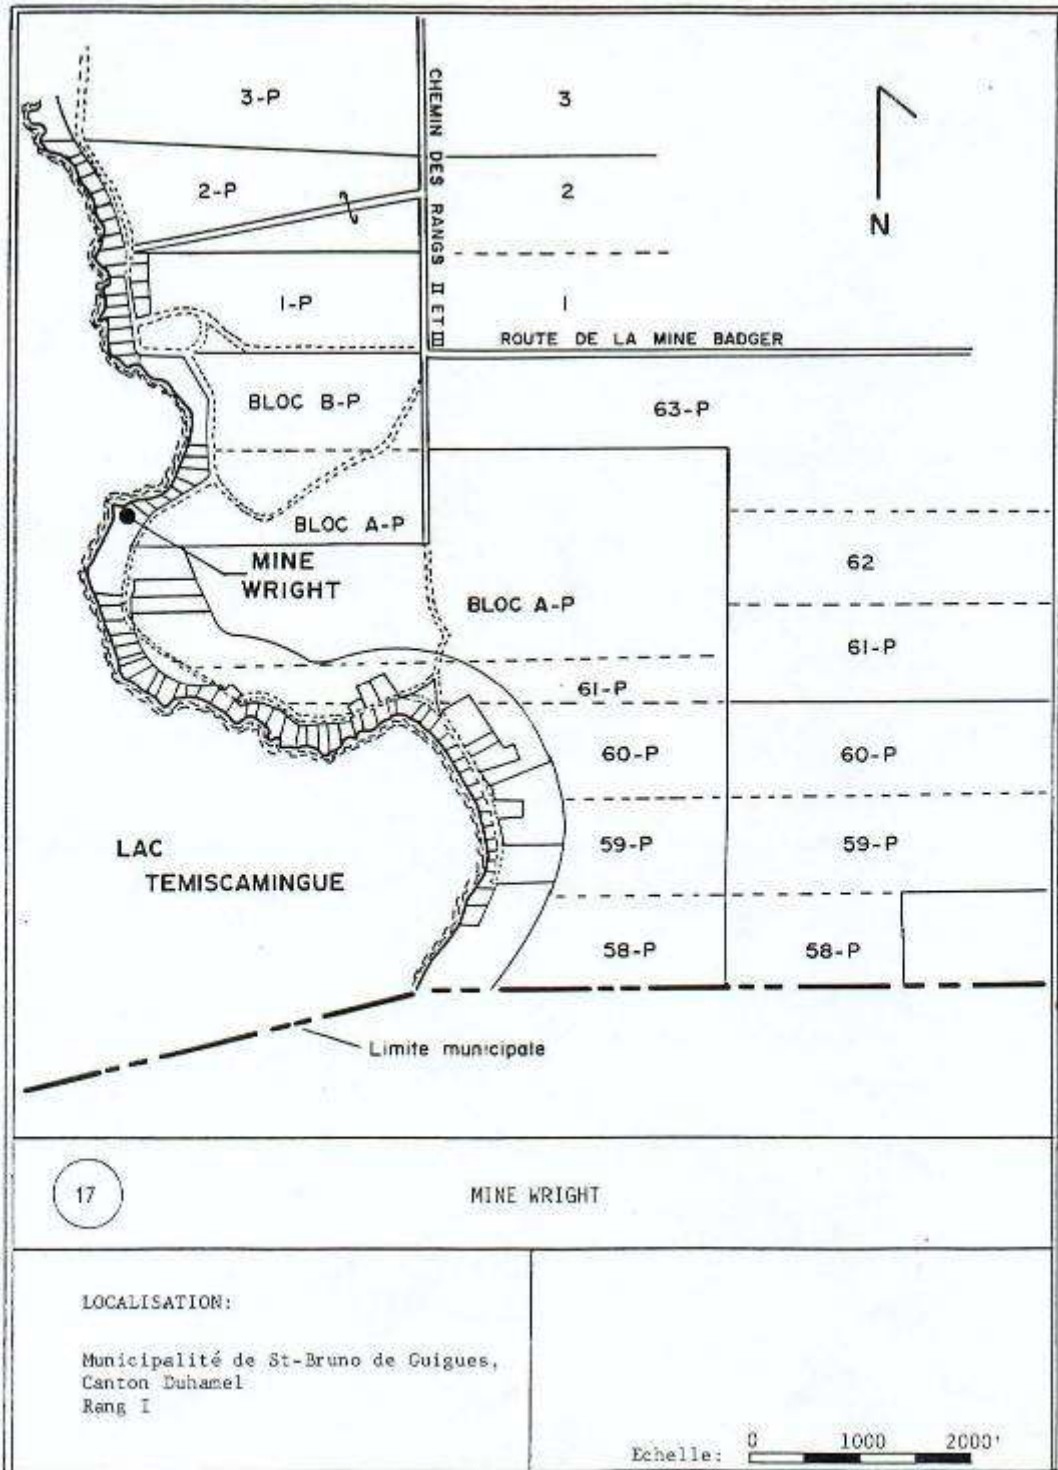 3-P
3
CHEMIN DES RANGS II ET III
2-P
2
N
1-P
1
ROUTE DE LA MINE BADGER
BLOC B-P
63-P
BLOC A-P
MINE
WRIGHT
62
BLOC A-P
61-P
61-P
60-P
60-P
59-P
59-P
LAC
TEMISCAMINGUE
58-P
58-P
Limite municipale
17
MINE WRIGHT
LOCALISATION:
Municipalité de St-Bruno de Guigues,
Canton Duhamel
Rang I
Echelle: 0 1000 2000'